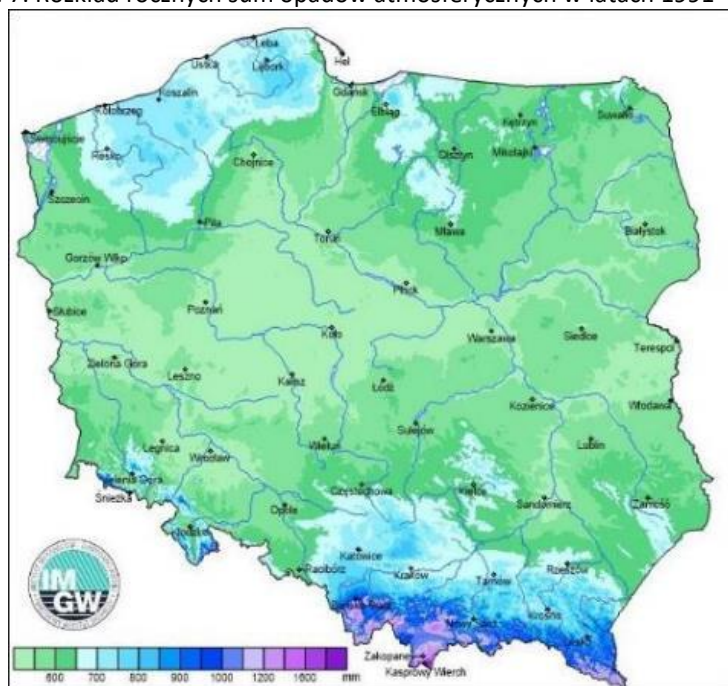 Rozkład rocznych sum opadów atmosferycznych w latach 1991
Łeba
Hel
Ustka
Lębork
Gdańsk
Koszalin
Elbląg
Kołobrzeg
Kętrzyn
Suwałki
Świnoujście
Resko
Chojnice
Olsztyn
Mikołajki
Szczecin
Piła
Toruń
Mława
Białystok
Gorzów Wlkp
Słubice
Poznań
Płock
Koło
Warszawa
Siedlce
Terespol
Zielona Góra
Leszno
Kalisz
Łódź
Kozienice
Włodawa
Sulejów
Legnica
Wrocław
Wieluń
Lublin
Jelenia Góra
Śnieżka
Częstochowa
Kielce
Sandomierz
Zamość
Opole
Kłodzko
Katowice
Racibórz
Kraków
Tarnów
Rzeszów
Nowy Sącz
Krosno
Zakopane
Kasprowy Wierch
IM
GW
600 700 800 900 1000 1200 1600 mm